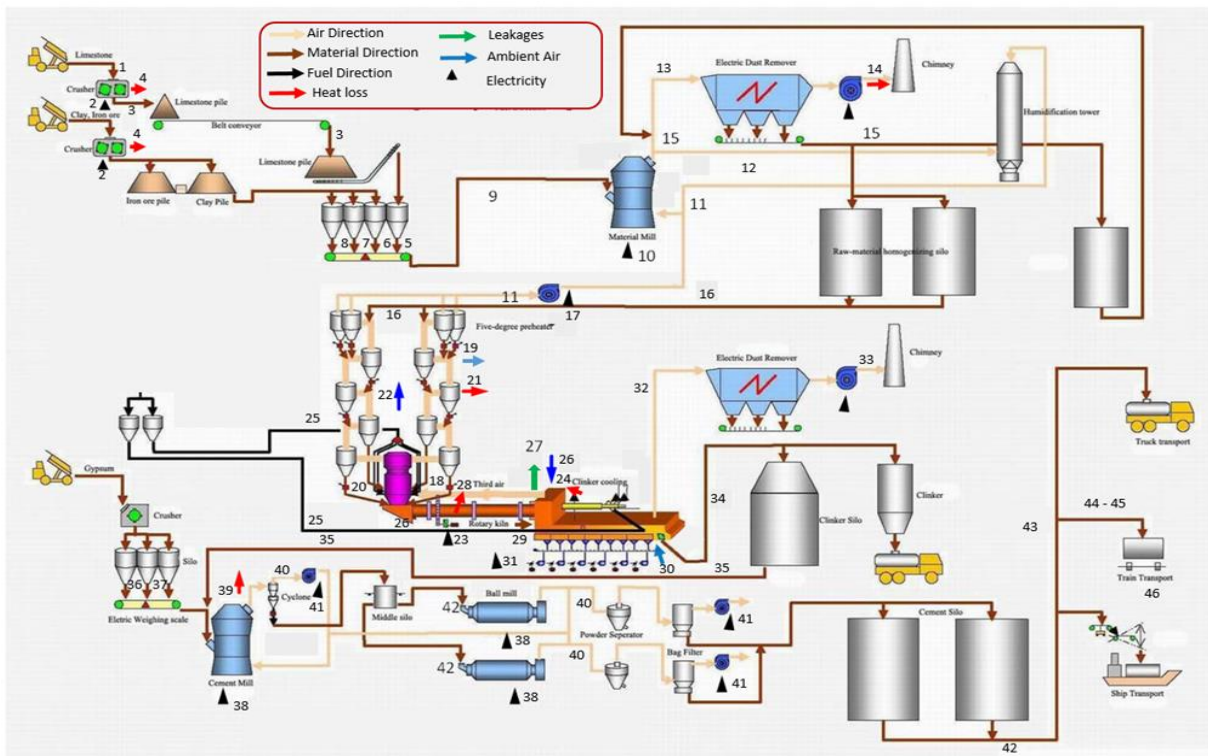 Air Direction
Material Direction
Fuel Direction
Heat loss
Leakages
Ambient Air
Electricity
Limestone
1
4
Crusher
2
3
Limestone pile
Clay, Iron ore
4
Belt conveyor
3
Crusher
2
Limestone pile
Iron ore pile
Clay Pile
8
7
6
5
9
Material Mill
10
11
12
13
Electric Dust Remover
14
Chimney
15
15
Humidification tower
Raw-material homogenizing silo
16
11
17
16
Five-degree preheater
19
21
22
25
20
18
26
28
Third air
27
26
24
Clinker cooling
Rotary kiln
23
29
31
30
32
Electric Dust Remover
33
Chimney
34
35
Clinker Silo
Clinker
25
35
Gypsum
Crusher
Silo
36
37
Eletric Weighing scale
39
40
41
Cyclone
Cement Mill
38
Middle silo
42
Ball mill
38
42
38
40
Powder Seperator
40
Bag Filter
41
41
Cement Silo
42
43
Truck transport
44 - 45
Train Transport
46
Ship Transport